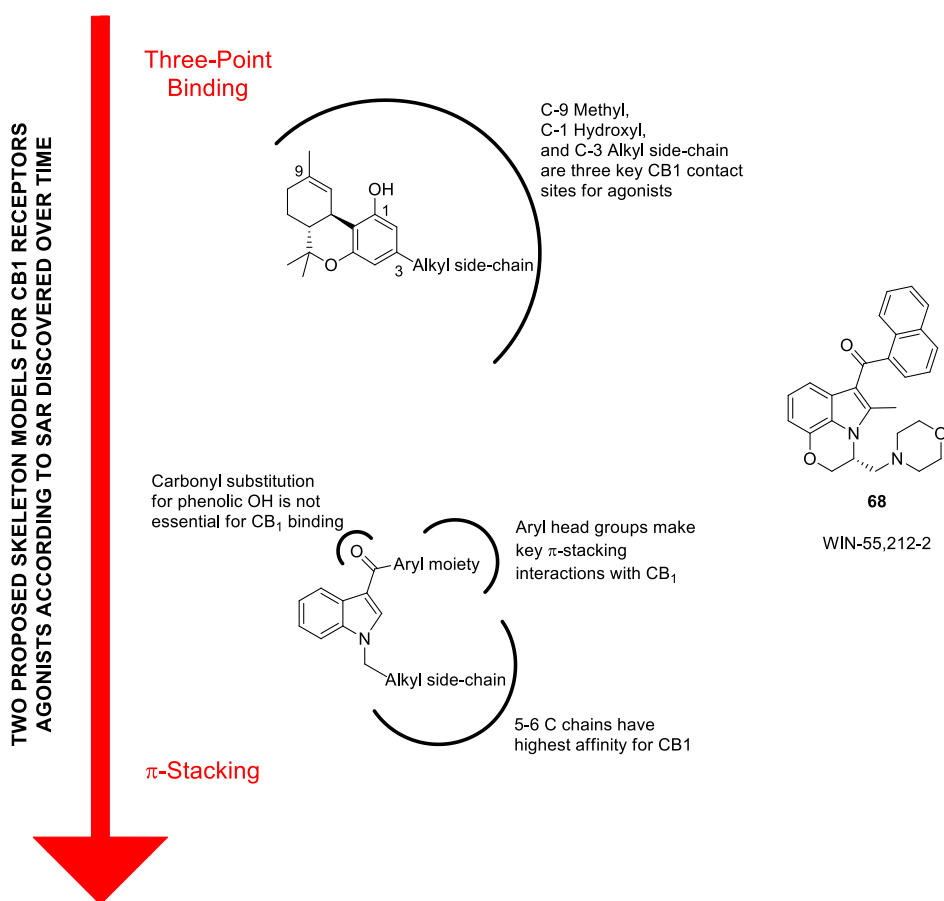 TWO PROPOSED SKELETON MODELS FOR CB1 RECEPTORS
AGONISTS ACCORDING TO SAR DISCOVERED OVER TIME
Three-Point
Binding
C-9 Methyl,
C-1 Hydroxyl,
and C-3 Alkyl side-chain
are three key CB1 contact
sites for agonists
9
OH
1
O
3
Alkyl side-chain
O
N
O
N
O
68
WIN-55,212-2
Carbonyl substitution
for phenolic OH is not
essential for CB₁ binding
O
Aryl moiety
Aryl head groups make
key π-stacking
interactions with CB₁
N
Alkyl side-chain
5-6 C chains have
highest affinity for CB1
π-Stacking